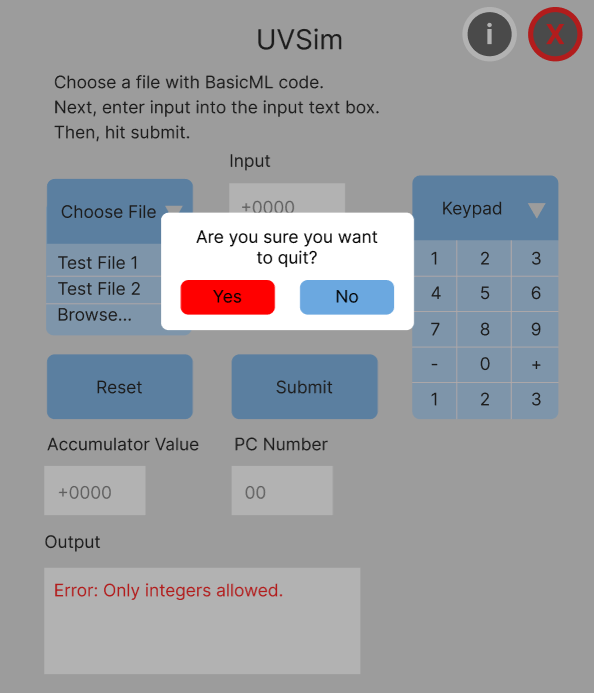 UVSim
i
X
Choose a file with BasicML code.
Next, enter input into the input text box.
Then, hit submit.
Input
+0000
Choose File
Test File 1
Test File 2
Browse...
Keypad
1 2 3
4 5 6
7 8 9
- 0 +
1 2 3
Are you sure you want
to quit?
Yes
No
Reset
Submit
Accumulator Value
PC Number
+0000
00
Output
Error: Only integers allowed.